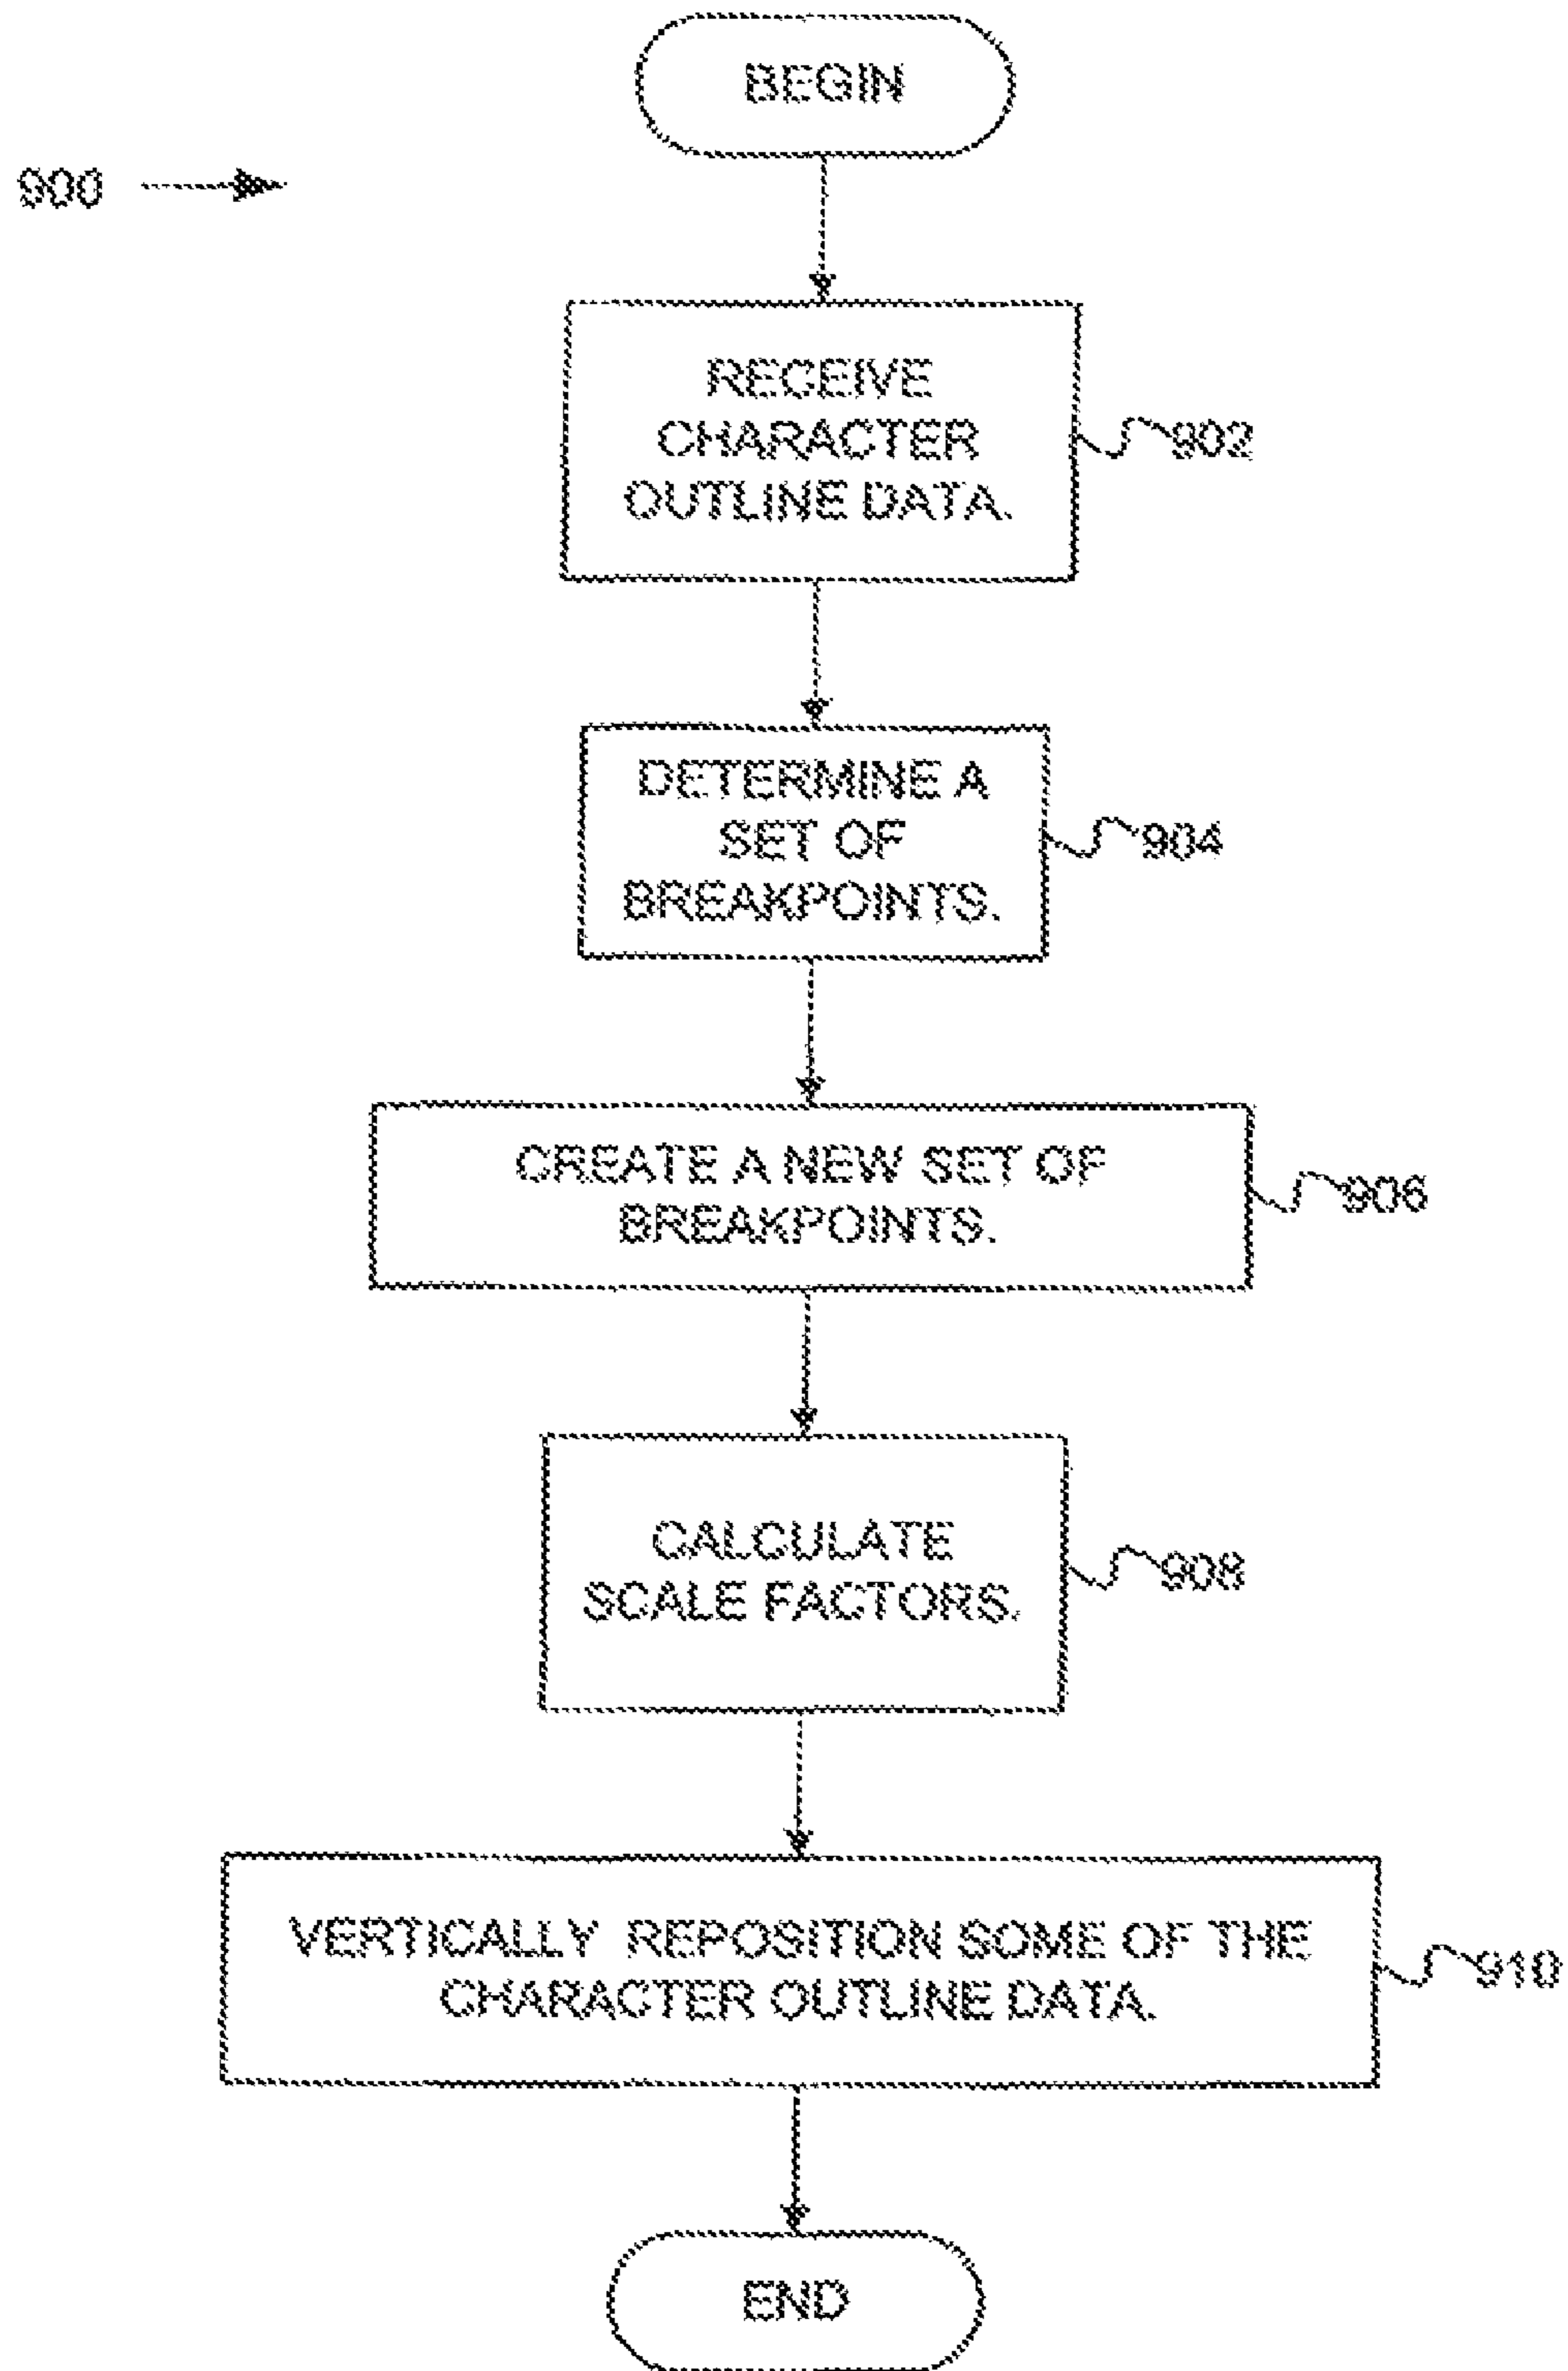 BEGIN
900
RECEIVE
CHARACTER
OUTLINE DATA.
902
DETERMINE A
SET OF
BREAKPOINTS.
904
CREATE A NEW SET OF
BREAKPOINTS.
906
CALCULATE
SCALE FACTORS.
908
VERTICALLY REPOSITION SOME OF THE
CHARACTER OUTLINE DATA.
910
END